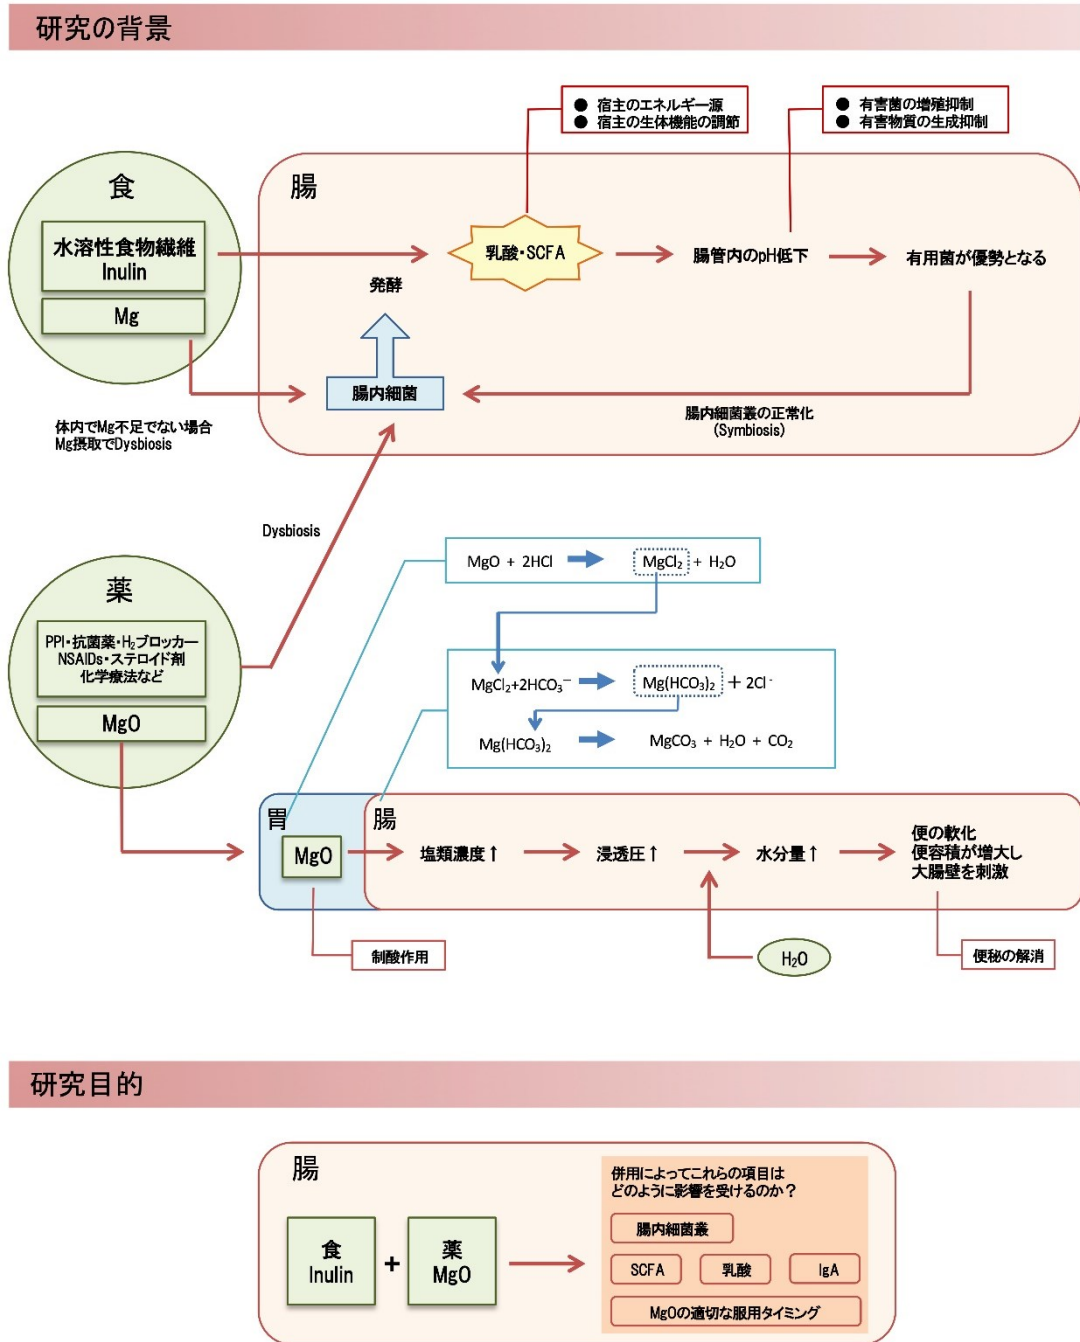 研究の背景
● 宿主のエネルギー源
● 宿主の生体機能の調節
● 有害菌の増殖抑制
● 有害物質の生成抑制
食
水溶性食物繊維
Inulin
Mg
腸
乳酸・SCFA
腸管内のpH低下
有用菌が優勢となる
発酵
腸内細菌
腸内細菌叢の正常化
(Symbiosis)
体内でMg不足でない場合
Mg摂取でDysbiosis
Dysbiosis
薬
PPI・抗菌薬・H₂ブロッカー
NSAIDs・ステロイド剤
化学療法など
MgO
MgO + 2HCl MgCl₂ + H₂O
MgCl₂+2HCO₃⁻ Mg(HCO₃)₂ + 2Cl⁻
Mg(HCO₃)₂ MgCO₃ + H₂O + CO₂
胃
MgO
腸
塩類濃度↑
浸透圧↑
水分量↑
便の軟化
便容積が増大し
大腸壁を刺激
制酸作用
H₂O
便秘の解消
研究目的
腸
食
Inulin
+
薬
MgO
併用によってこれらの項目は
どのように影響を受けるのか？
腸内細菌叢
SCFA
乳酸
IgA
MgOの適切な服用タイミング